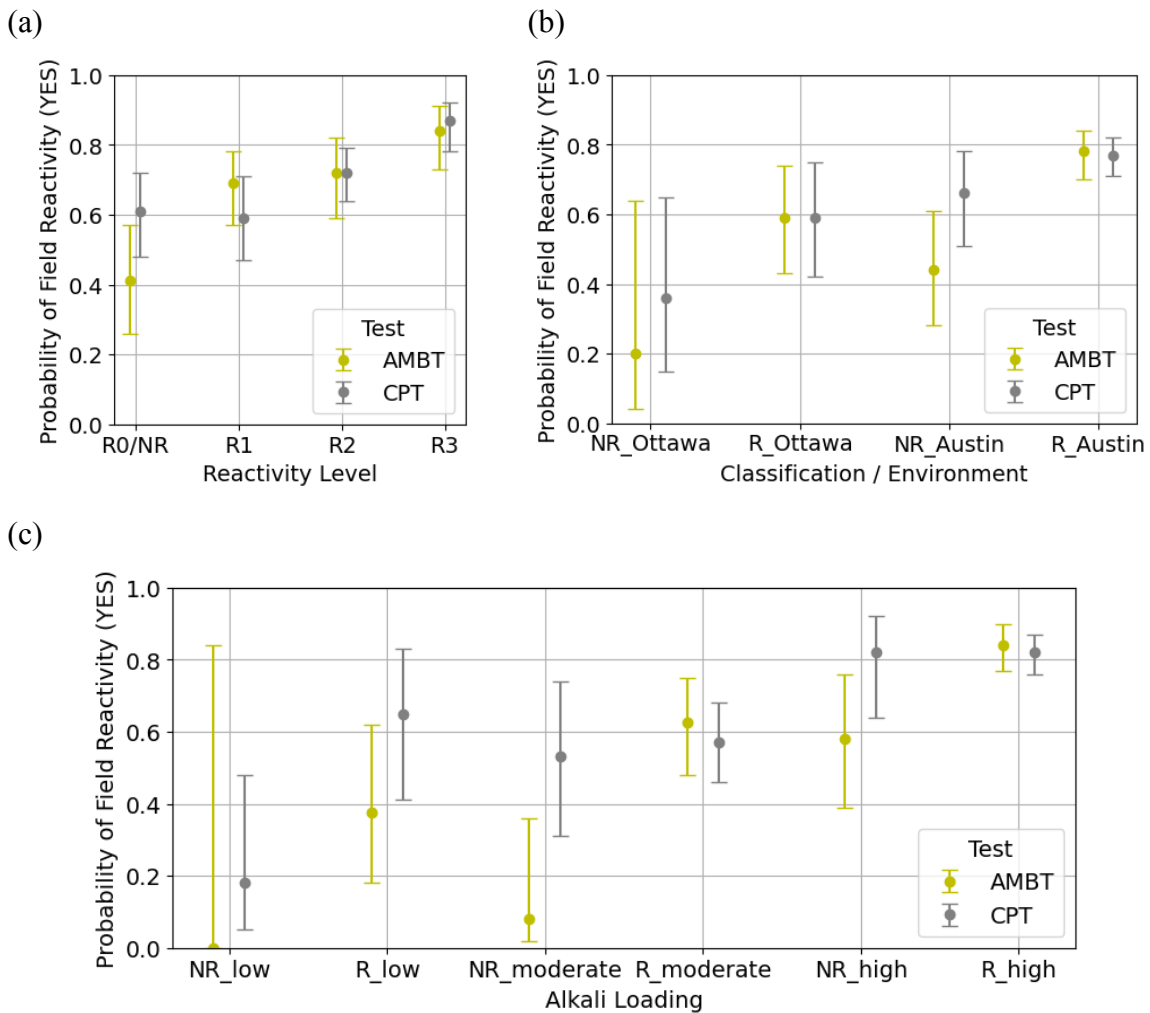 (a)
Probability of Field Reactivity (YES)
1.0
0.8
0.6
0.4
0.2
0.0
R0/NR R1 R2 R3
Reactivity Level
Test
AMBT
CPT
(b)
Probability of Field Reactivity (YES)
1.0
0.8
0.6
0.4
0.2
0.0
NR_Ottawa R_Ottawa NR_Austin R_Austin
Classification / Environment
Test
AMBT
CPT
(c)
Probability of Field Reactivity (YES)
1.0
0.8
0.6
0.4
0.2
0.0
NR_low R_low NR_moderate R_moderate NR_high R_high
Alkali Loading
Test
AMBT
CPT